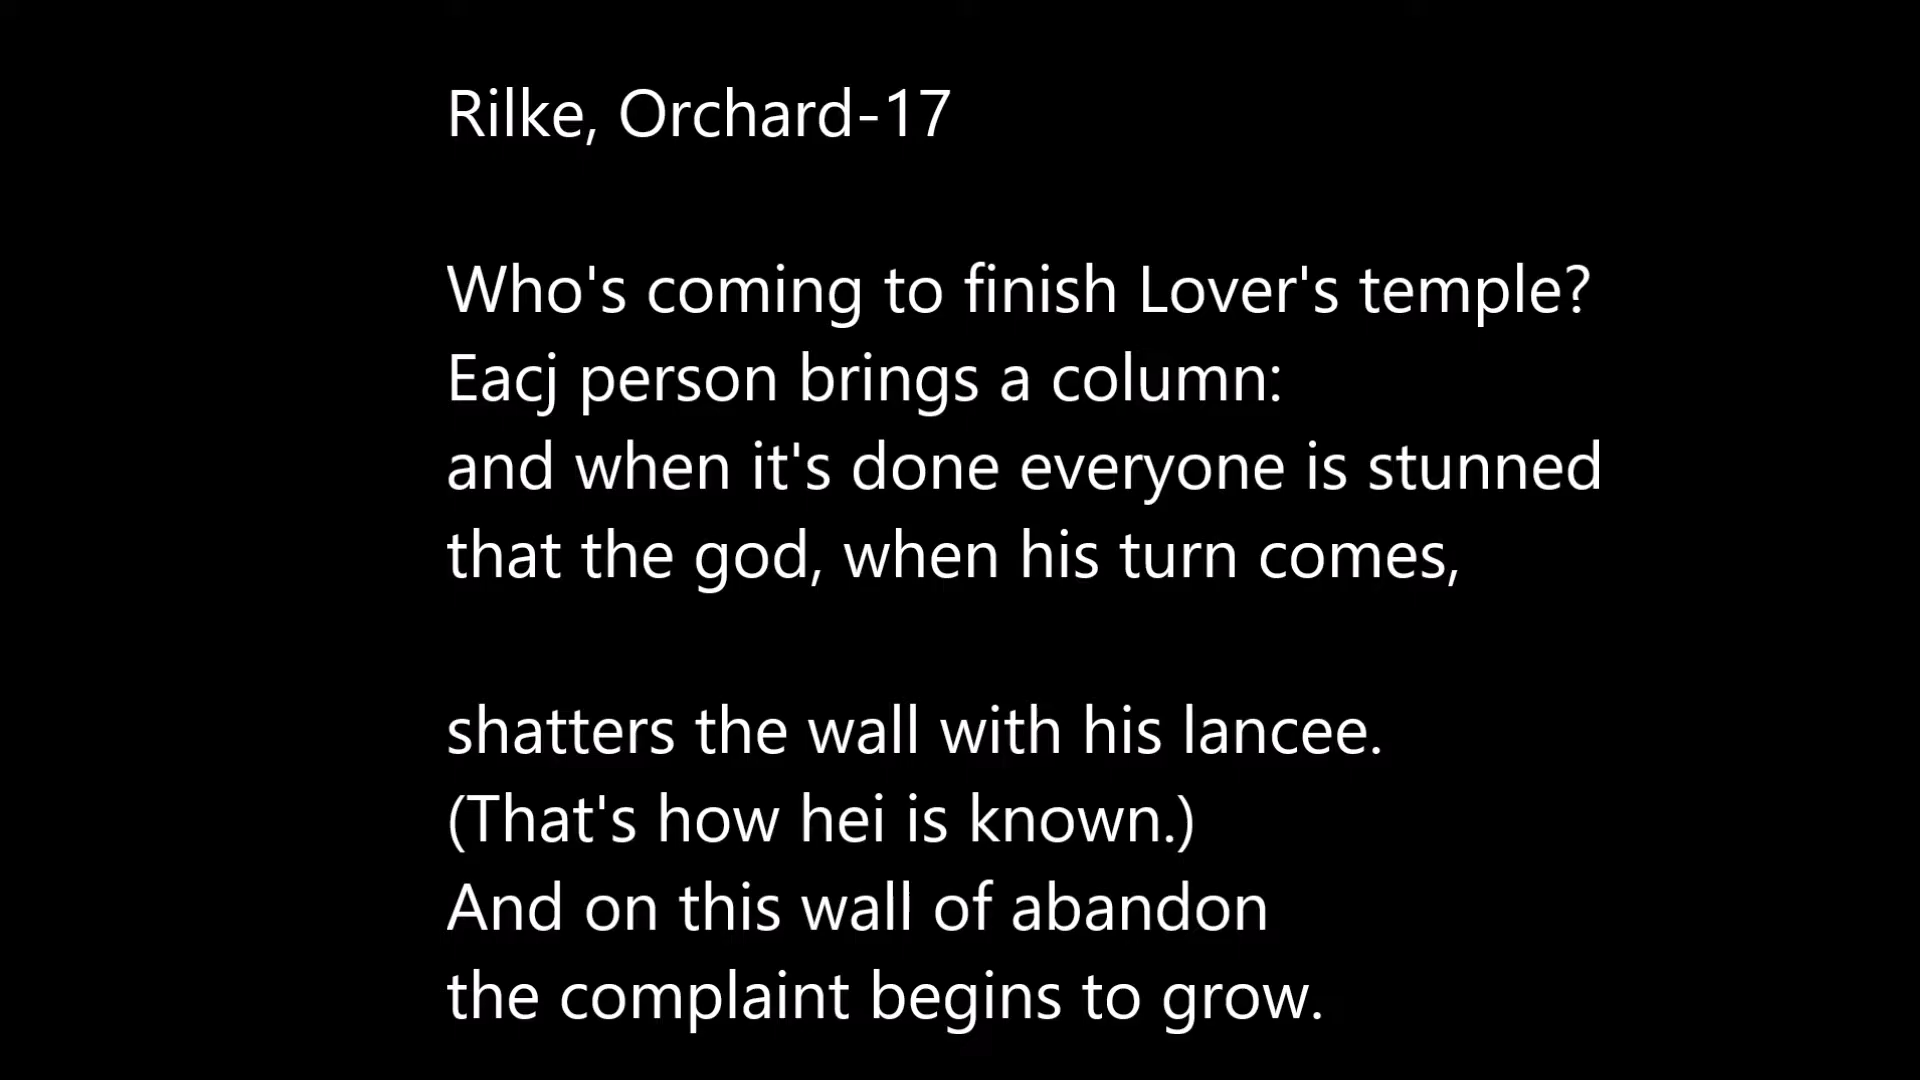 Rilke, Orchard-17
Who's coming to finish Lover's temple?
Eacj person brings a column:
and when it's done everyone is stunned
that the god, when his turn comes,
shatters the wall with his lancee.
(That's how hei is known.)
And on this wall of abandon
the complaint begins to grow.